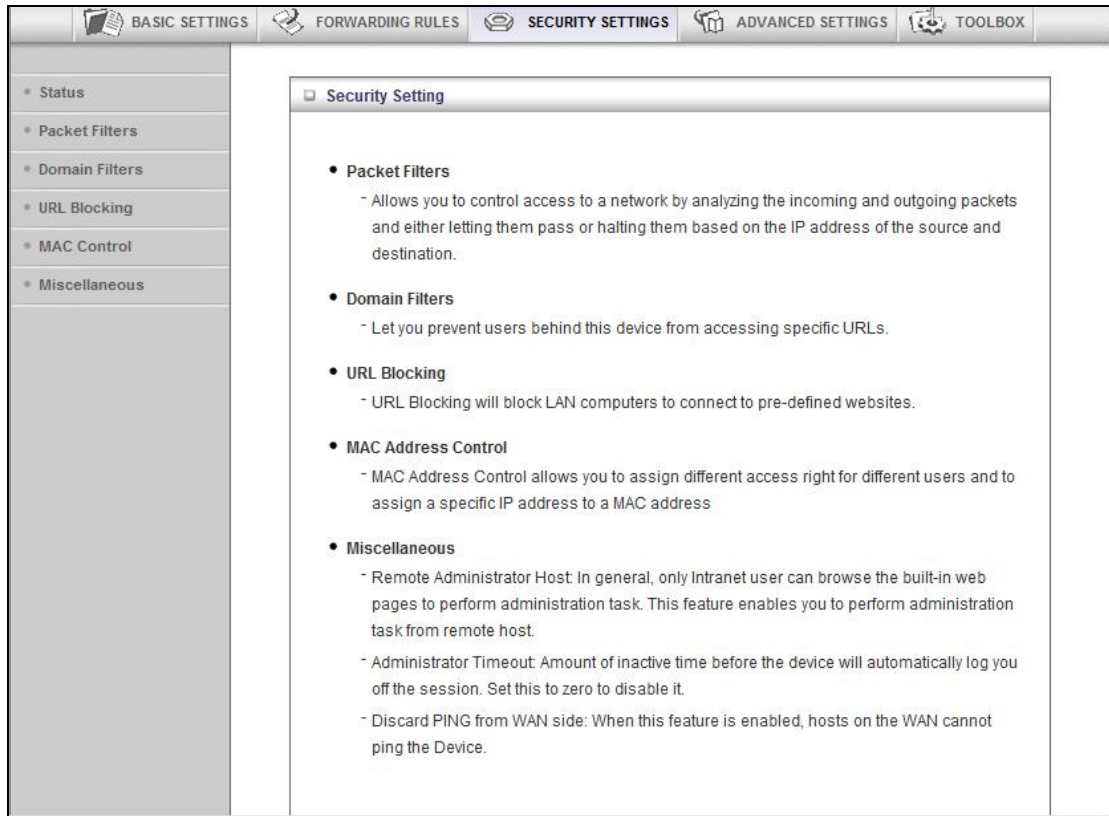 BASIC SETTINGS FORWARDING RULES SECURITY SETTINGS ADVANCED SETTINGS TOOLBOX
Status
Packet Filters
Domain Filters
URL Blocking
MAC Control
Miscellaneous
Security Setting
Packet Filters
- Allows you to control access to a network by analyzing the incoming and outgoing packets
and either letting them pass or halting them based on the IP address of the source and
destination.
Domain Filters
- Let you prevent users behind this device from accessing specific URLs.
URL Blocking
- URL Blocking will block LAN computers to connect to pre-defined websites.
MAC Address Control
- MAC Address Control allows you to assign different access right for different users and to
assign a specific IP address to a MAC address
Miscellaneous
- Remote Administrator Host: In general, only Intranet user can browse the built-in web
pages to perform administration task. This feature enables you to perform administration
task from remote host.
- Administrator Timeout: Amount of inactive time before the device will automatically log you
off the session. Set this to zero to disable it.
- Discard PING from WAN side: When this feature is enabled, hosts on the WAN cannot
ping the Device.